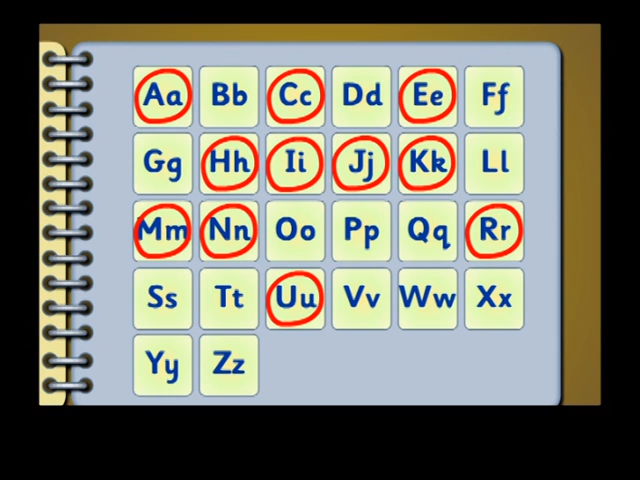 Aa Bb Cc Dd Ee Ff
Gg Hh Ii Jj Kk Ll
Mm Nn Oo Pp Qq Rr
Ss Tt Uu Vv Ww Xx
Yy Zz